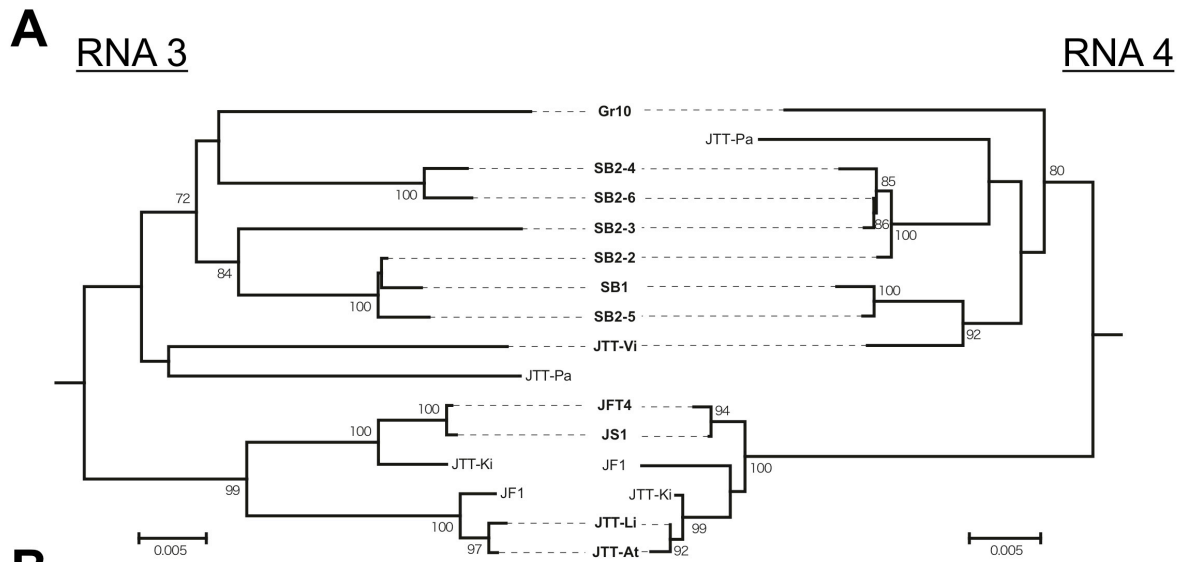 A
RNA 3
RNA 4
Gr10
JTT-Pa
80
SB2-4
85
100
SB2-6
72
SB2-3
86
100
SB2-2
84
SB1
100
100
SB2-5
92
JTT-Vi
JTT-Pa
JFT4
100
94
JS1
100
JTT-Ki
JF1
100
99
JF1
JTT-Ki
100
JTT-Li
99
97
JTT-At
92
0.005
0.005